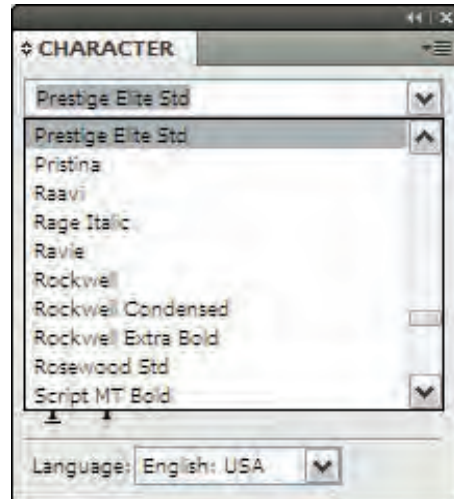 CHARACTER
Prestige Elite Std
Prestige Elite Std
Pristina
Raavi
Rage Italic
Ravie
Rockwell
Rockwell Condensed
Rockwell Extra Bold
Rosewood Std
Script MT Bold
Language: English: USA